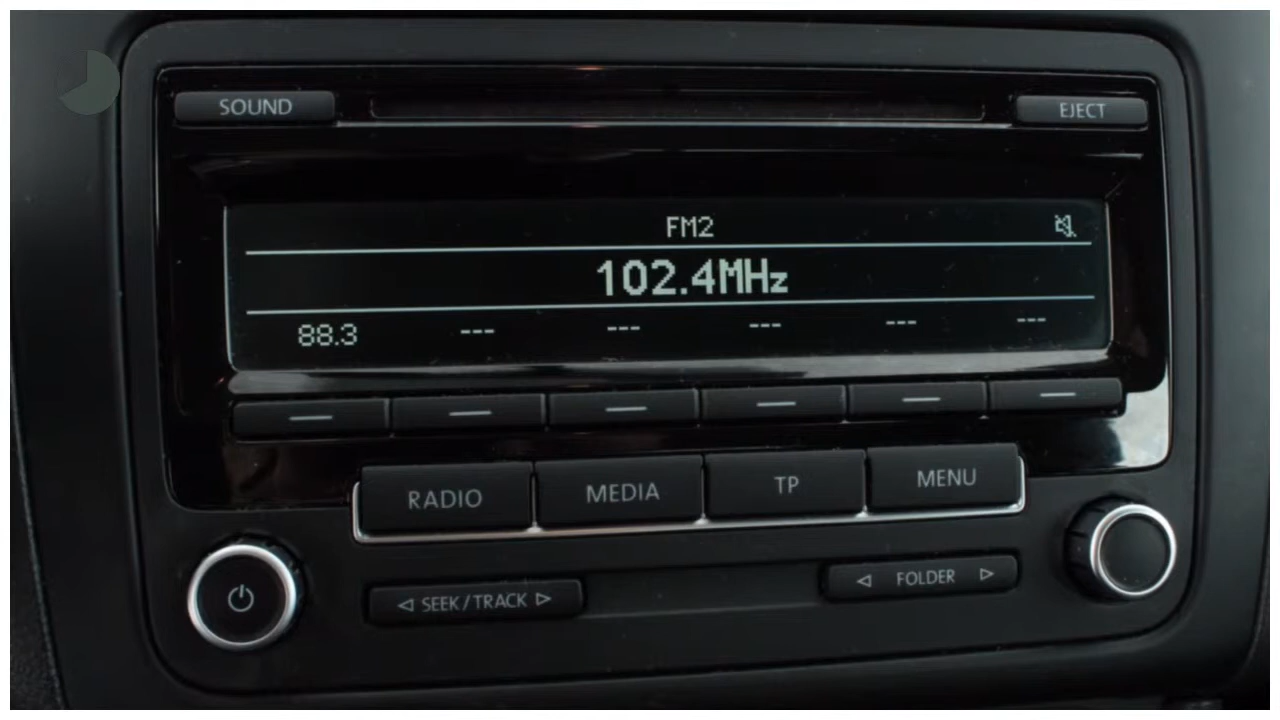 SOUND
EJECT
FM2
102.4MHz
88.3 --- --- --- --- ---
RADIO MEDIA TP MENU
SEEK/TRACK
FOLDER